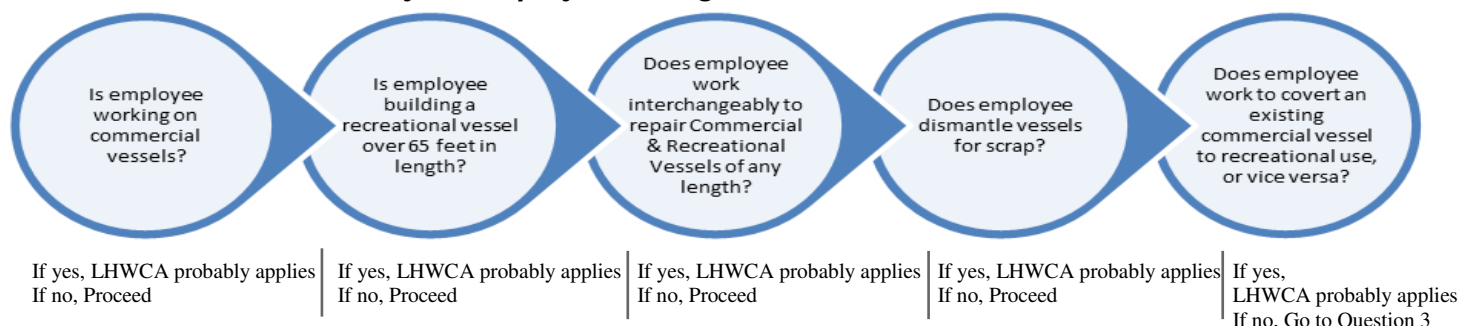 Is employee
working on
commercial
vessels?
Is employee
building a
recreational vessel
over 65 feet in
length?
Does employee
work
interchangeably to
repair Commercial
& Recreational
Vessels of any
length?
Does employee
dismantle vessels
for scrap?
Does employee
work to covert an
existing
commercial vessel
to recreational use,
or vice versa?
If yes, LHWCA probably applies
If no, Proceed
If yes, LHWCA probably applies
If no, Proceed
If yes, LHWCA probably applies
If no, Proceed
If yes, LHWCA probably applies
If no, Proceed
If yes,
LHWCA probably applies
If no, Go to Question 3